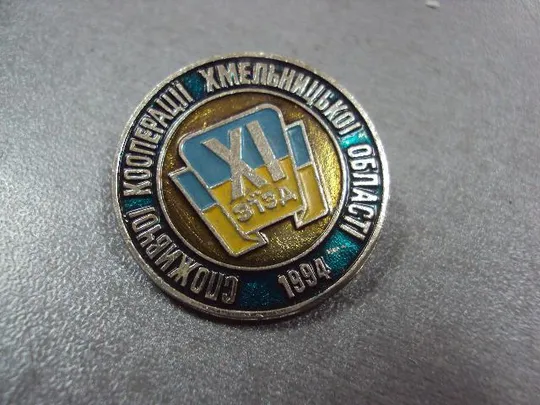 XI
З'ЇЗД
СПОЖИВЧОЇ КООПЕРАЦІЇ ХМЕЛЬНИЦЬКОЇ ОБЛАСТІ
1994